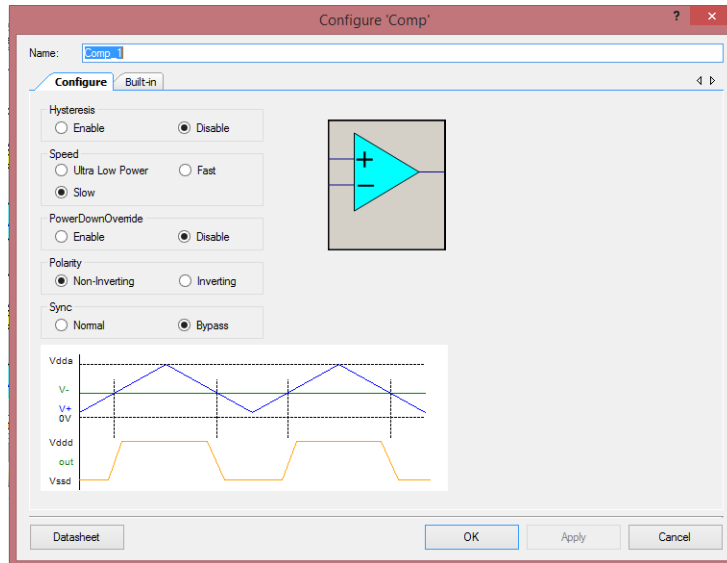 Configure 'Comp'
? ×
Name: Comp_1
Configure Built-in
Hysteresis
Enable Disable
Speed
Ultra Low Power Fast
Slow
PowerDownOverride
Enable Disable
Polarity
Non-Inverting Inverting
Sync
Normal Bypass
+
−
Vdda
V-
V+
0V
Vddd
out
Vssd
Datasheet OK Apply Cancel